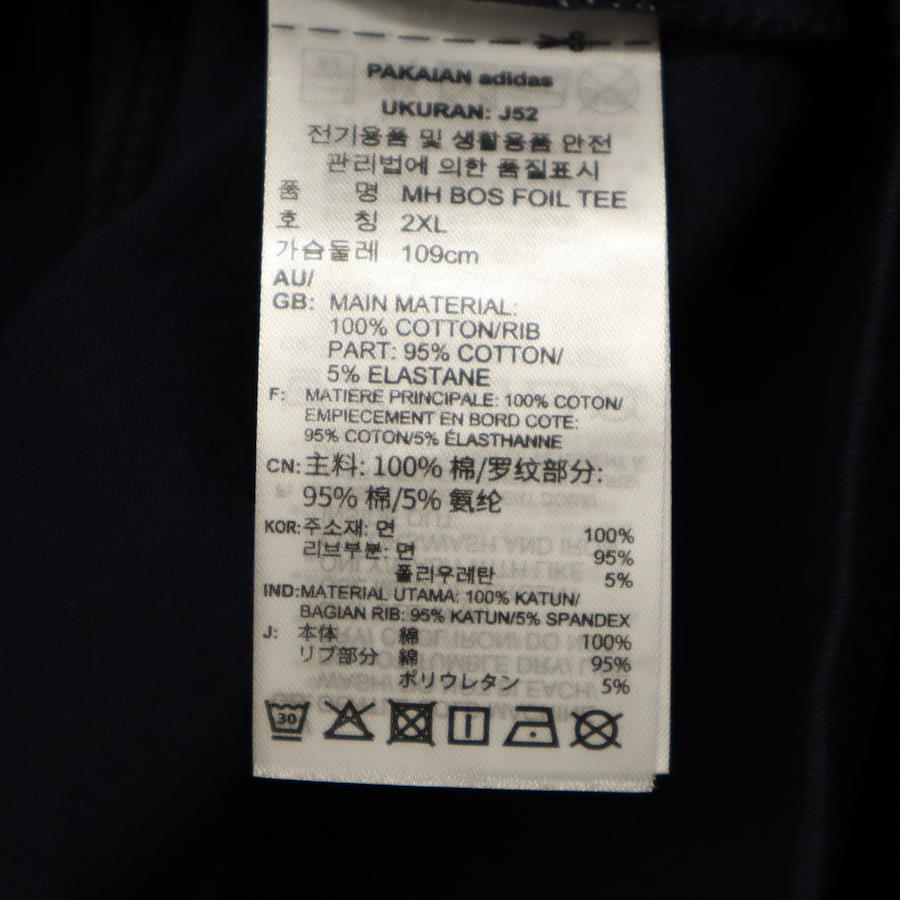 PAKAIAN adidas
UKURAN: J52
전기용품 및 생활용품 안전
관리법에 의한 품질표시
품 명 MH BOS FOIL TEE
호 칭 2XL
가슴둘레 109cm
AU/
GB: MAIN MATERIAL:
100% COTTON/RIB
PART: 95% COTTON/
5% ELASTANE
F: MATIERE PRINCIPALE: 100% COTON/
EMPIECEMENT EN BORD COTE:
95% COTON/5% ÉLASTHANNE
CN: 主料: 100% 棉/罗纹部分:
95% 棉/5% 氨纶
KOR: 주소재: 면 100%
리브부분: 면 95%
폴리우레탄 5%
IND: MATERIAL UTAMA: 100% KATUN/
BAGIAN RIB: 95% KATUN/5% SPANDEX
J: 本体 綿 100%
リブ部分 綿 95%
ポリウレタン 5%
30